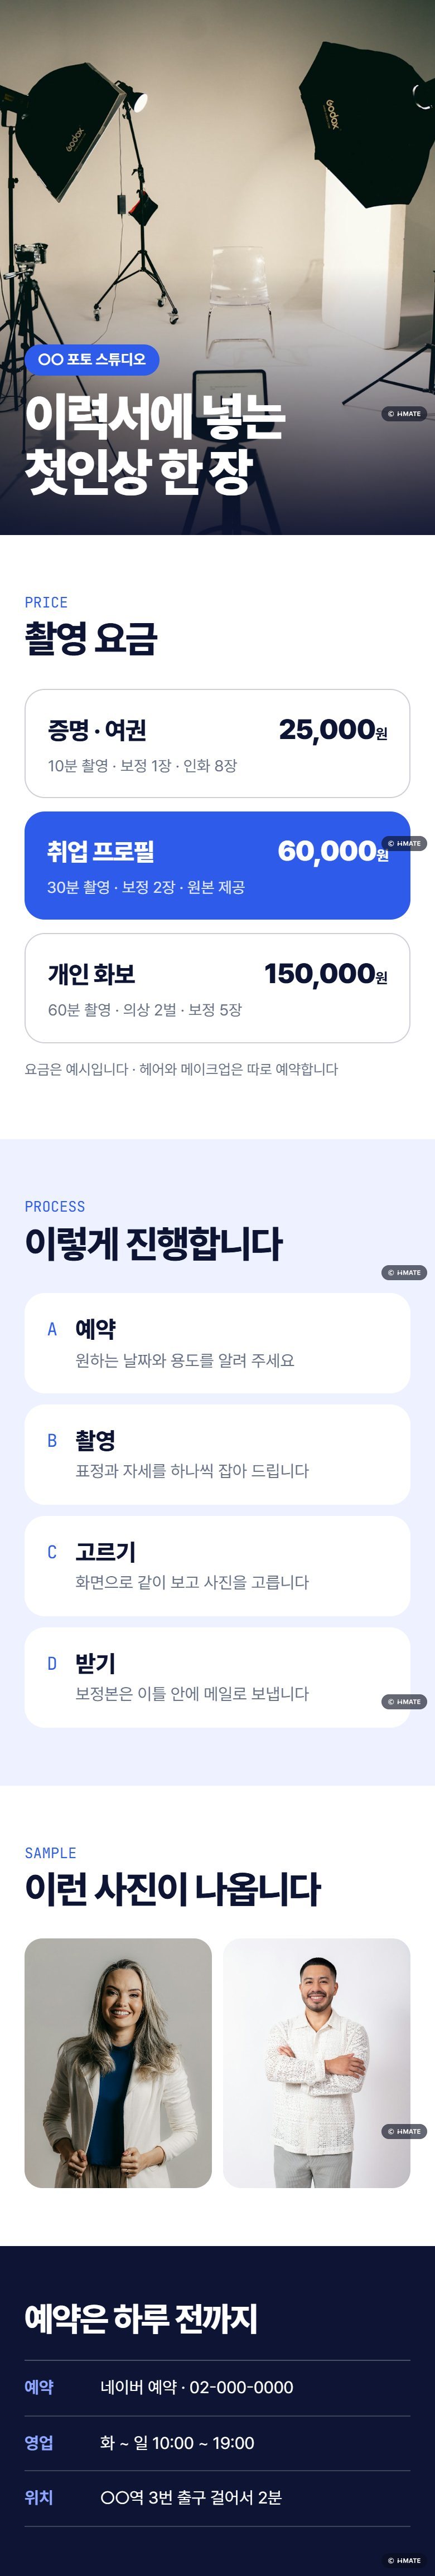 Godox
Godox
〇〇 포토 스튜디오
이력서에 넣는
첫인상 한 장
© HMATE
PRICE
촬영 요금
증명 · 여권
25,000원
10분 촬영 · 보정 1장 · 인화 8장
취업 프로필
60,000원
© HMATE
30분 촬영 · 보정 2장 · 원본 제공
개인 화보
150,000원
60분 촬영 · 의상 2벌 · 보정 5장
요금은 예시입니다 · 헤어와 메이크업은 따로 예약합니다
PROCESS
이렇게 진행합니다
© HMATE
A 예약
원하는 날짜와 용도를 알려 주세요
B 촬영
표정과 자세를 하나씩 잡아 드립니다
C 고르기
화면으로 같이 보고 사진을 고릅니다
D 받기
보정본은 이틀 안에 메일로 보냅니다
© HMATE
SAMPLE
이런 사진이 나옵니다
© HMATE
예약은 하루 전까지
예약 네이버 예약 · 02-000-0000
영업 화 ~ 일 10:00 ~ 19:00
위치 〇〇역 3번 출구 걸어서 2분
© HMATE